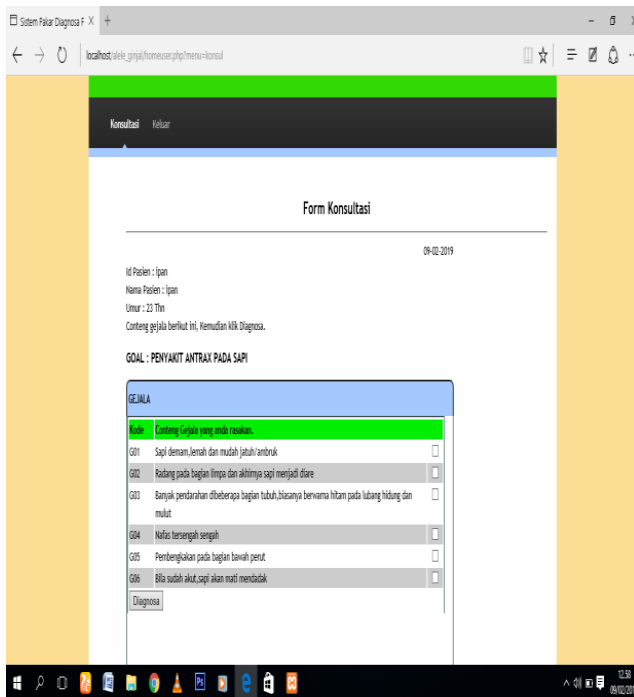 Sistem Pakar Diagnosa F
localhost/alele_ginjal/homeuser.php?menu=konsul
Konsultasi Keluar
Form Konsultasi
09-02-2019
Id Pasien : ipan
Nama Pasien : ipan
Umur : 23 Thn
Conteng gejala berikut ini, Kemudian klik Diagnosa.
GOAL : PENYAKIT ANTRAX PADA SAPI
GEJALA
Kode Conteng Gejala yang anda rasakan.
G01 Sapi demam,lemah dan mudah jatuh/ambruk
G02 Radang pada bagian limpa dan akhirnya sapi menjadi diare
G03 Banyak pendarahan dibeberapa bagian tubuh,biasanya berwarna hitam pada lubang hidung dan
mulut
G04 Nafas tersengah sengah
G05 Pembengkakan pada bagian bawah perut
G06 Bila sudah akut,sapi akan mati mendadak
Diagnosa
12:58
09/02/201